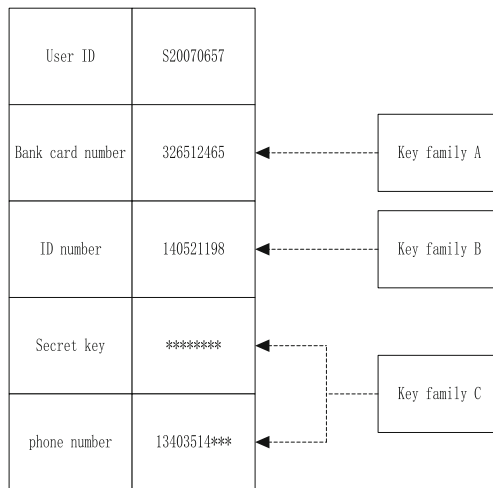 User ID S20070657
Bank card number 326512465 Key family A
ID number 140521198 Key family B
Secret key ********
Key family C
phone number 13403514***